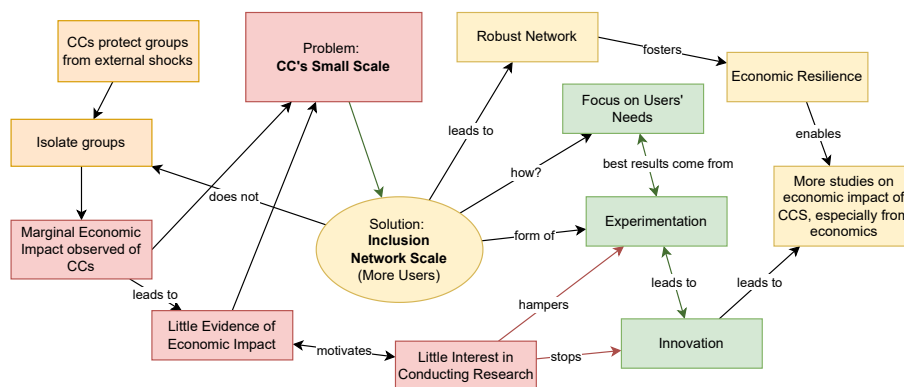 CCs protect groups
from external shocks
Problem:
CC's Small Scale
Robust Network
fosters
Economic Resilience
Focus on Users'
Needs
leads to
enables
Isolate groups
how?
best results come from
does not
More studies on
economic impact of
CCS, especially from
economics
Marginal Economic
Impact observed of
CCs
Solution:
Inclusion
Network Scale
(More Users)
form of
Experimentation
leads to
leads to
leads to
hampers
Little Evidence of
Economic Impact
motivates
Little Interest in
Conducting Research
stops
Innovation